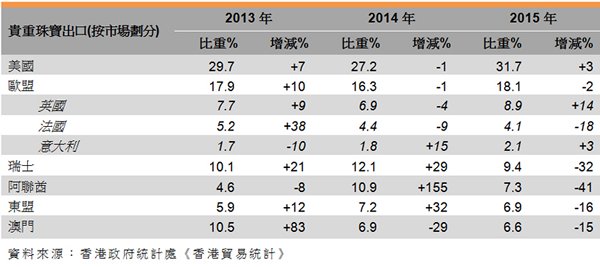 貴重珠寶出口(按市場劃分) 2013 年 2014 年 2015 年
比重% 增減% 比重% 增減% 比重% 增減%
美國 29.7 +7 27.2 -1 31.7 +3
歐盟 17.9 +10 16.3 -1 18.1 -2
英國 7.7 +9 6.9 -4 8.9 +14
法國 5.2 +38 4.4 -9 4.1 -18
意大利 1.7 -10 1.8 +15 2.1 +3
瑞士 10.1 +21 12.1 +29 9.4 -32
阿聯酋 4.6 -8 10.9 +155 7.3 -41
東盟 5.9 +12 7.2 +32 6.9 -16
澳門 10.5 +83 6.9 -29 6.6 -15
資料來源：香港政府統計處《香港貿易統計》